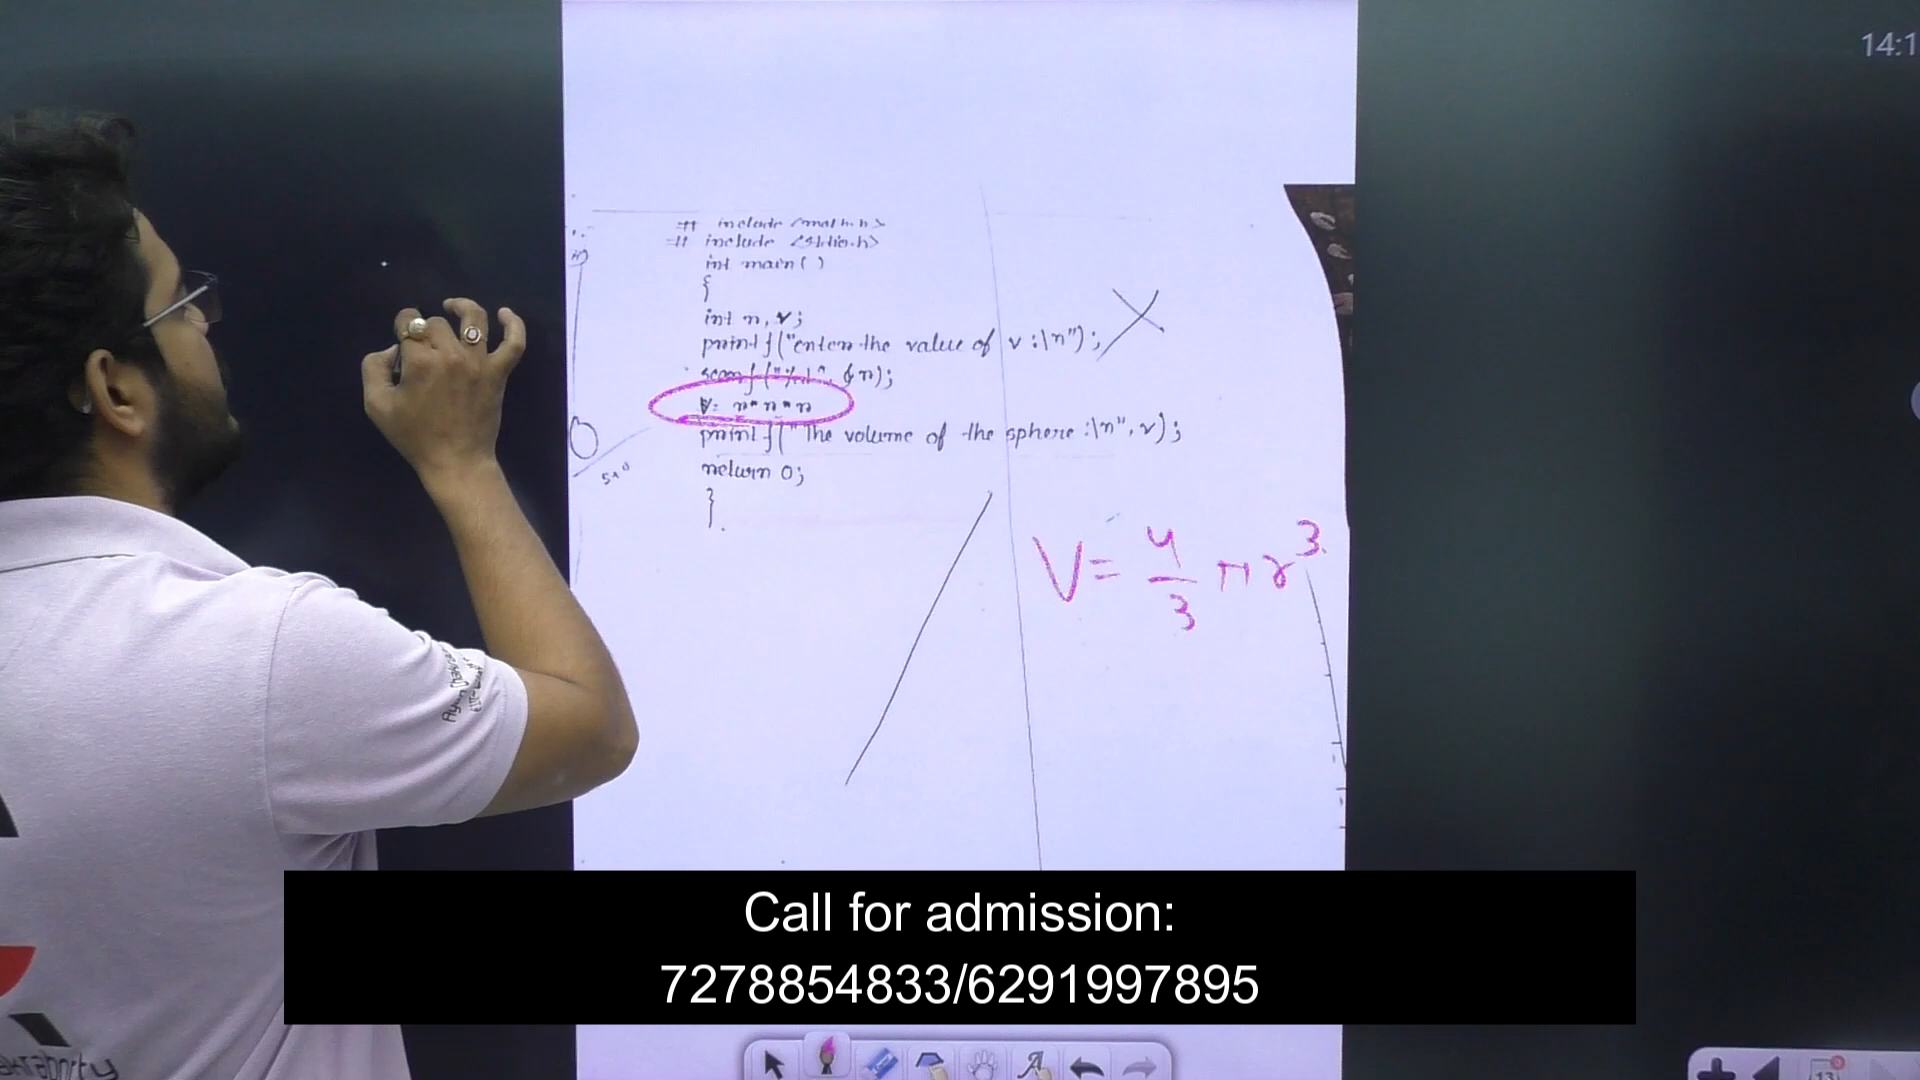 14:1
# include <math.h>
# include <stdio.h>
int main( )
{
int n, v;
printf("enter the value of v :\n");
scanf("%d", &n);
V= n*n*n
printf("The volume of the sphere :\n", v);
return 0;
}
V= 4/3 πr³
Call for admission:
7278854833/6291997895
13